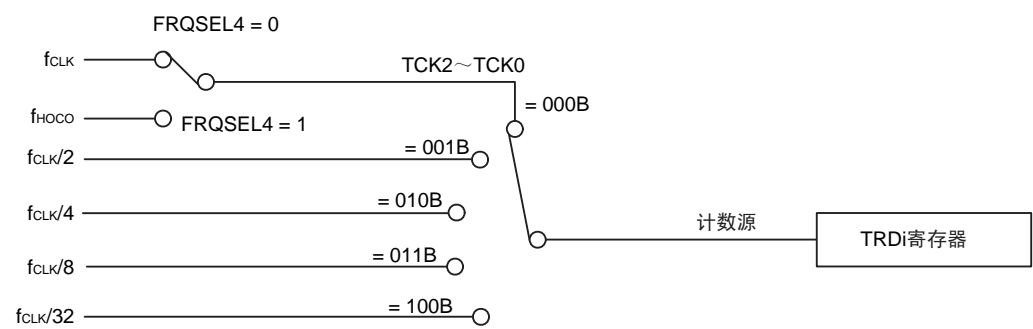 FRQSEL4 = 0
fCLK
TCK2～TCK0
= 000B
fHOCO
FRQSEL4 = 1
fCLK/2
= 001B
fCLK/4
= 010B
计数源
TRDi寄存器
fCLK/8
= 011B
fCLK/32
= 100B